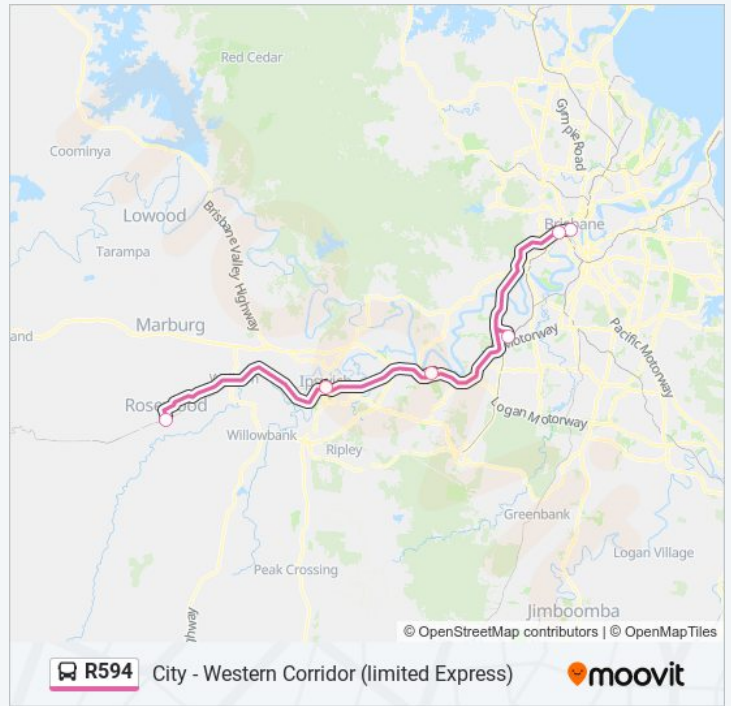 Red Cedar
Gympie Road
Coominya
Lowood
Brisbane
Brisbane Valley Highway
Tarampa
Marburg
Motorway
Pacific Motorway
Ipswich
Rosewood
Logan Motorway
Willowbank
Ripley
Greenbank
Logan Village
Peak Crossing
Jimboomba
© OpenStreetMap contributors | © OpenMapTiles
R594 City - Western Corridor (limited Express) moovit